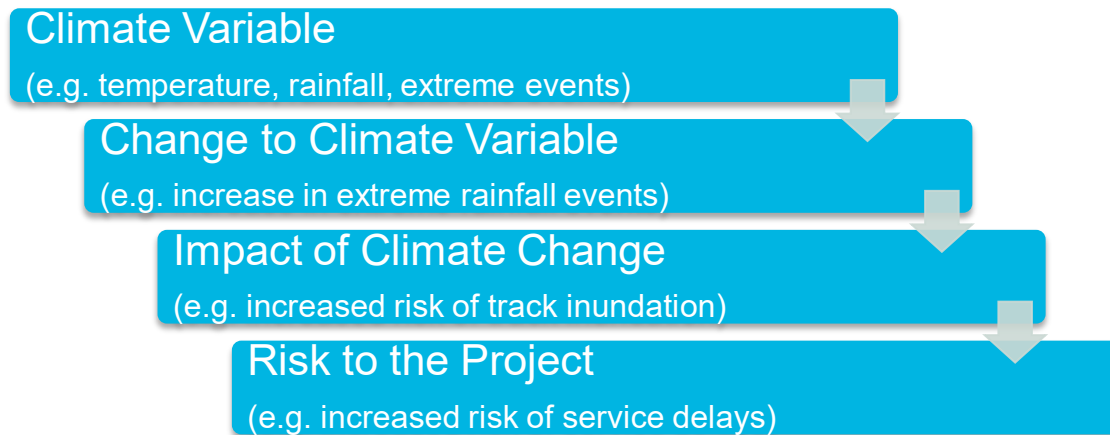 Climate Variable
(e.g. temperature, rainfall, extreme events)
Change to Climate Variable
(e.g. increase in extreme rainfall events)
Impact of Climate Change
(e.g. increased risk of track inundation)
Risk to the Project
(e.g. increased risk of service delays)